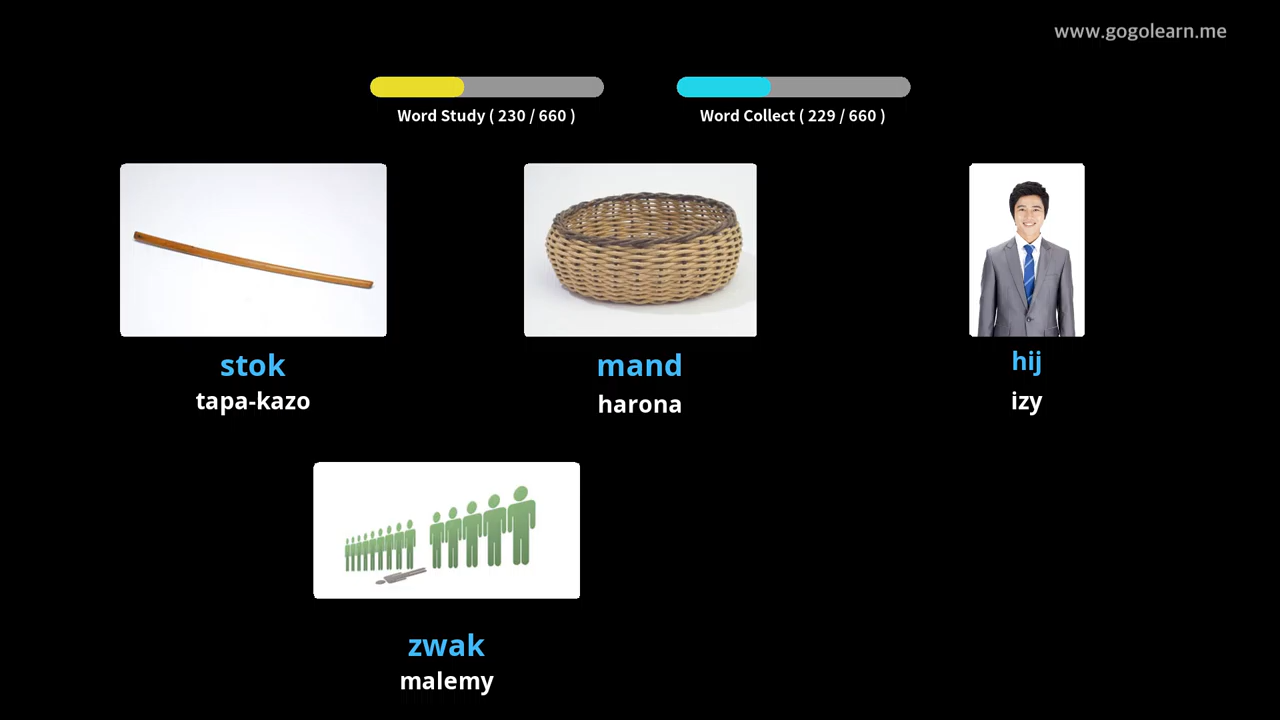 www.gogolearn.me
Word Study ( 230 / 660 )
Word Collect ( 229 / 660 )
stok
tapa-kazo
mand
harona
hij
izy
zwak
malemy